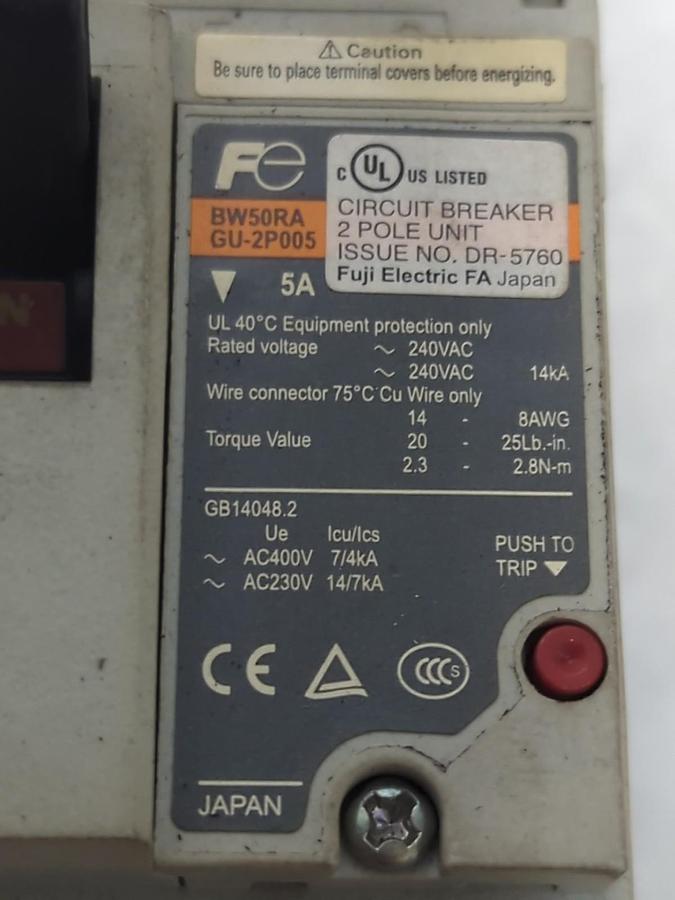 ⚠ Caution
Be sure to place terminal covers before energizing.
Fe
C UL US LISTED
CIRCUIT BREAKER
2 POLE UNIT
ISSUE NO. DR-5760
Fuji Electric FA Japan
BW50RA
GU-2P005
▼ 5A
UL 40°C Equipment protection only
Rated voltage ～ 240VAC
～ 240VAC 14kA
Wire connector 75°C Cu Wire only
14 - 8AWG
Torque Value 20 - 25Lb.-in.
2.3 - 2.8N-m
GB14048.2
Ue Icu/Ics
～ AC400V 7/4kA
～ AC230V 14/7kA
PUSH TO
TRIP ▼
CE
CCC S
JAPAN